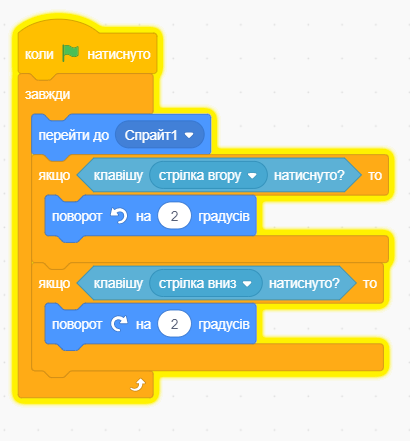 коли натиснуто
завжди
перейти до Спрайт1
якщо клавішу стрілка вгору натиснуто? то
поворот на 2 градусів
якщо клавішу стрілка вниз натиснуто? то
поворот на 2 градусів